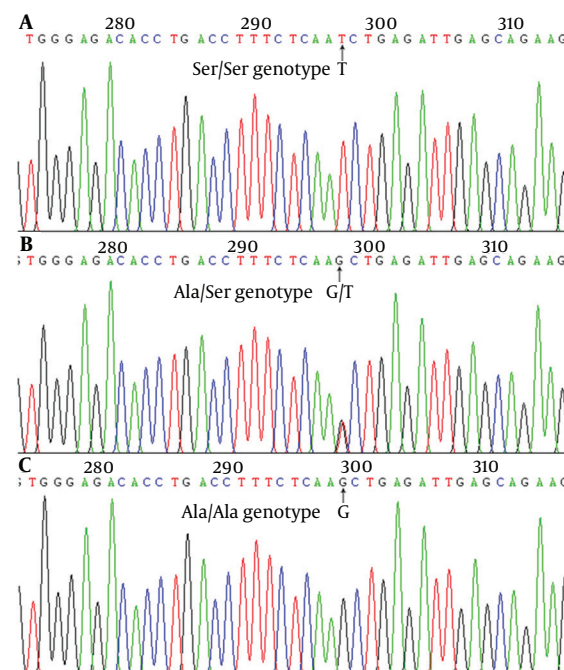 A 280 290 300 310
TGGGAGACACCTGACCTTTCTCAATCTGAGATTGAGCAGAAG
Ser/Ser genotype T
B 280 290 300 310
TGGGAGACACCTGACCTTTCTCAAGCTGAGATTGAGCAGAAG
Ala/Ser genotype G/T
C 280 290 300 310
TGGGAGACACCTGACCTTTCTCAAGCTGAGATTGAGCAGAAG
Ala/Ala genotype G